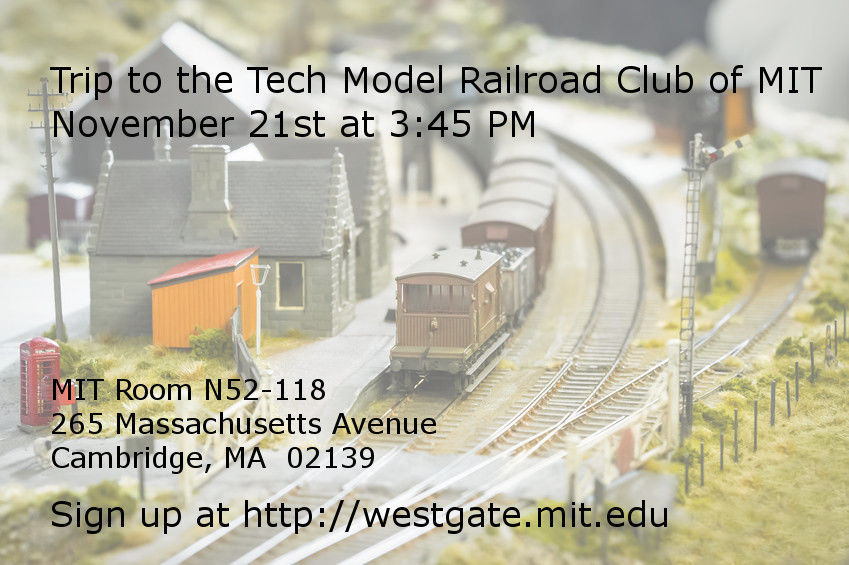 Trip to the Tech Model Railroad Club of MIT
November 21st at 3:45 PM
MIT Room N52-118
265 Massachusetts Avenue
Cambridge, MA  02139
Sign up at http://westgate.mit.edu